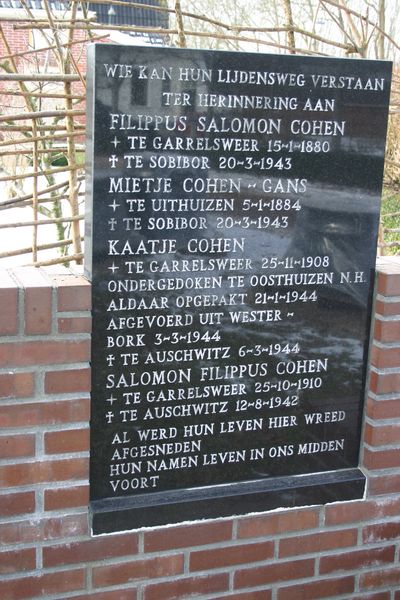 WIE KAN HUN LIJDENSWEG VERSTAAN
TER HERINNERING AAN
FILIPPUS SALOMON COHEN
+ TE GARRELSWEER 15-1-1880
✝ TE SOBIBOR 20-3-1943
MIETJE COHEN ~ GANS
+ TE UITHUIZEN 5-1-1884
✝ TE SOBIBOR 20-3-1943
KAATJE COHEN
+ TE GARRELSWEER 25-11-1908
ONDERGEDOKEN TE OOSTHUIZEN N.H.
ALDAAR OPGEPAKT 21-1-1944
AFGEVOERD UIT WESTER ~
BORK 3-3-1944
✝ TE AUSCHWITZ 6-3-1944
SALOMON FILIPPUS COHEN
+ TE GARRELSWEER 25-10-1910
✝ TE AUSCHWITZ 12-8-1942
AL WERD HUN LEVEN HIER WREED
AFGESNEDEN
HUN NAMEN LEVEN IN ONS MIDDEN
VOORT